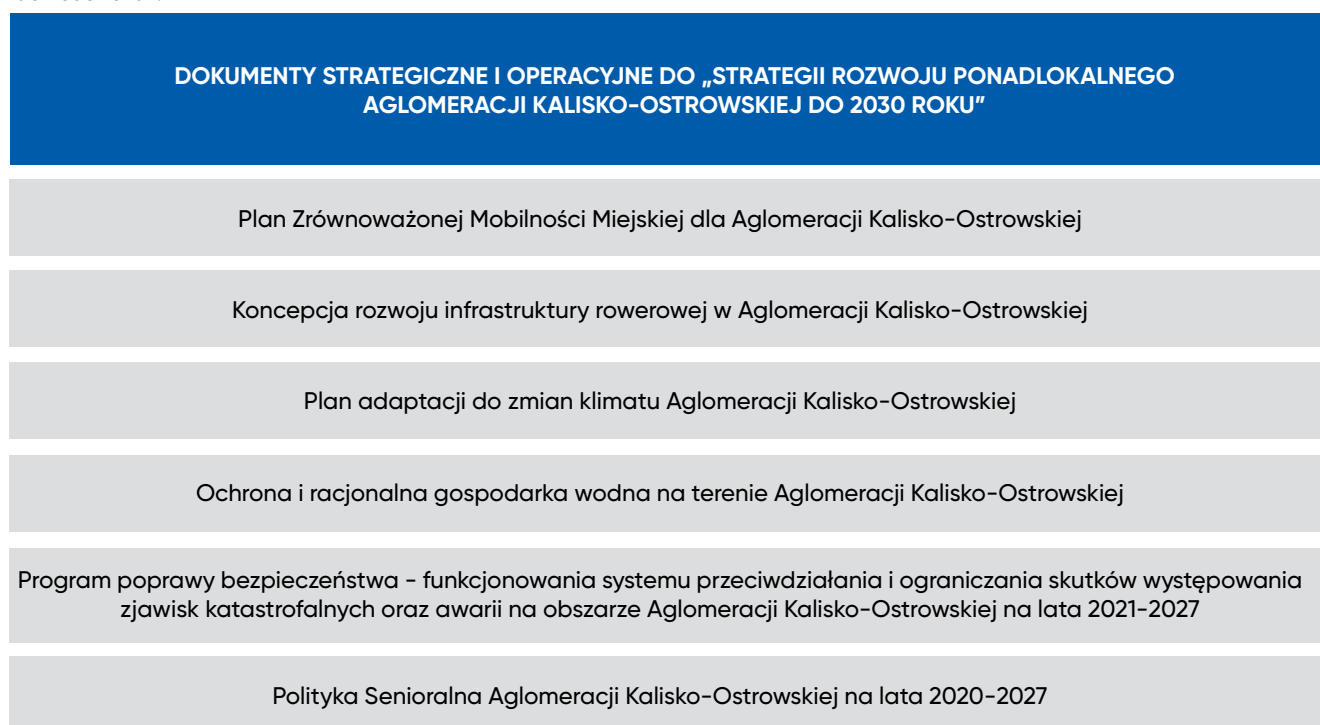 DOKUMENTY STRATEGICZNE I OPERACYJNE DO „STRATEGII ROZWOJU PONADLOKALNEGO
AGLOMERACJI KALISKO-OSTROWSKIEJ DO 2030 ROKU”
Plan Zrównoważonej Mobilności Miejskiej dla Aglomeracji Kalisko-Ostrowskiej
Koncepcja rozwoju infrastruktury rowerowej w Aglomeracji Kalisko-Ostrowskiej
Plan adaptacji do zmian klimatu Aglomeracji Kalisko-Ostrowskiej
Ochrona i racjonalna gospodarka wodna na terenie Aglomeracji Kalisko-Ostrowskiej
Program poprawy bezpieczeństwa - funkcjonowania systemu przeciwdziałania i ograniczania skutków występowania
zjawisk katastrofalnych oraz awarii na obszarze Aglomeracji Kalisko-Ostrowskiej na lata 2021-2027
Polityka Senioralna Aglomeracji Kalisko-Ostrowskiej na lata 2020-2027